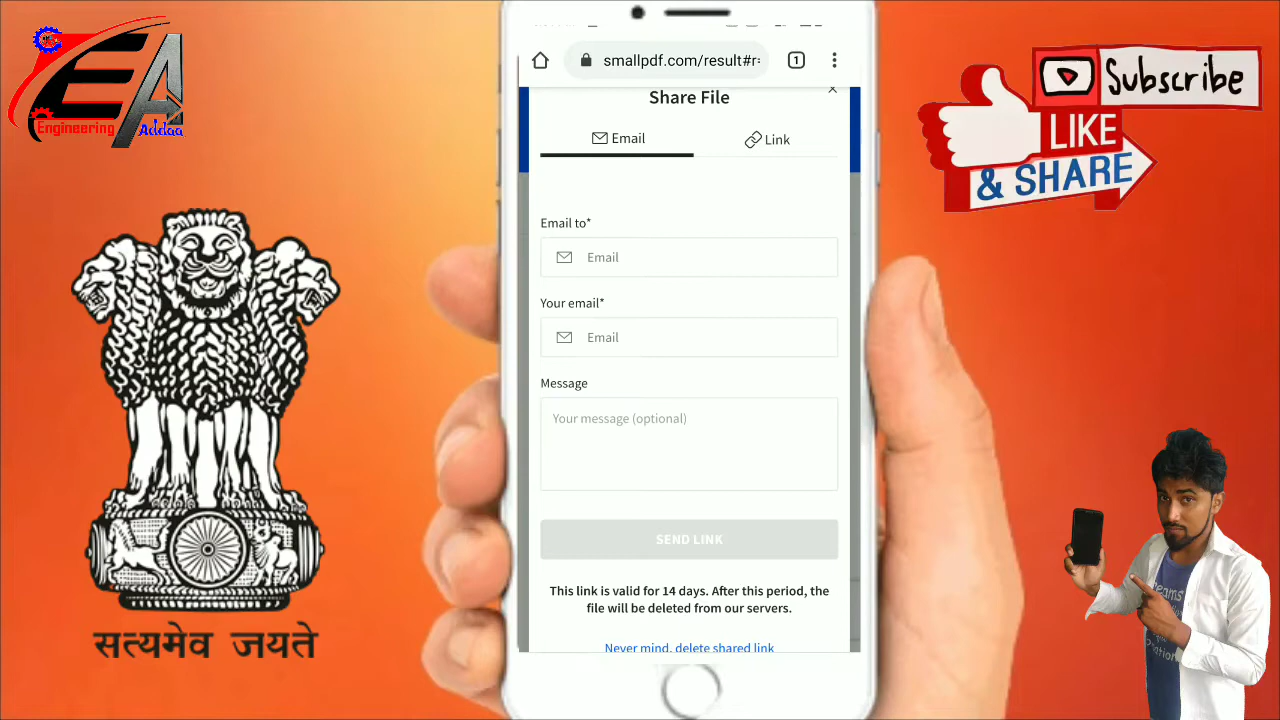 EA
Engineering Addaa
smallpdf.com/result#r
1
Subscribe
LIKE
& SHARE
Share File
Email
Link
Email to*
Email
Your email*
Email
Message
Your message (optional)
SEND LINK
This link is valid for 14 days. After this period, the
file will be deleted from our servers.
Never mind, delete shared link
सत्यमेव जयते